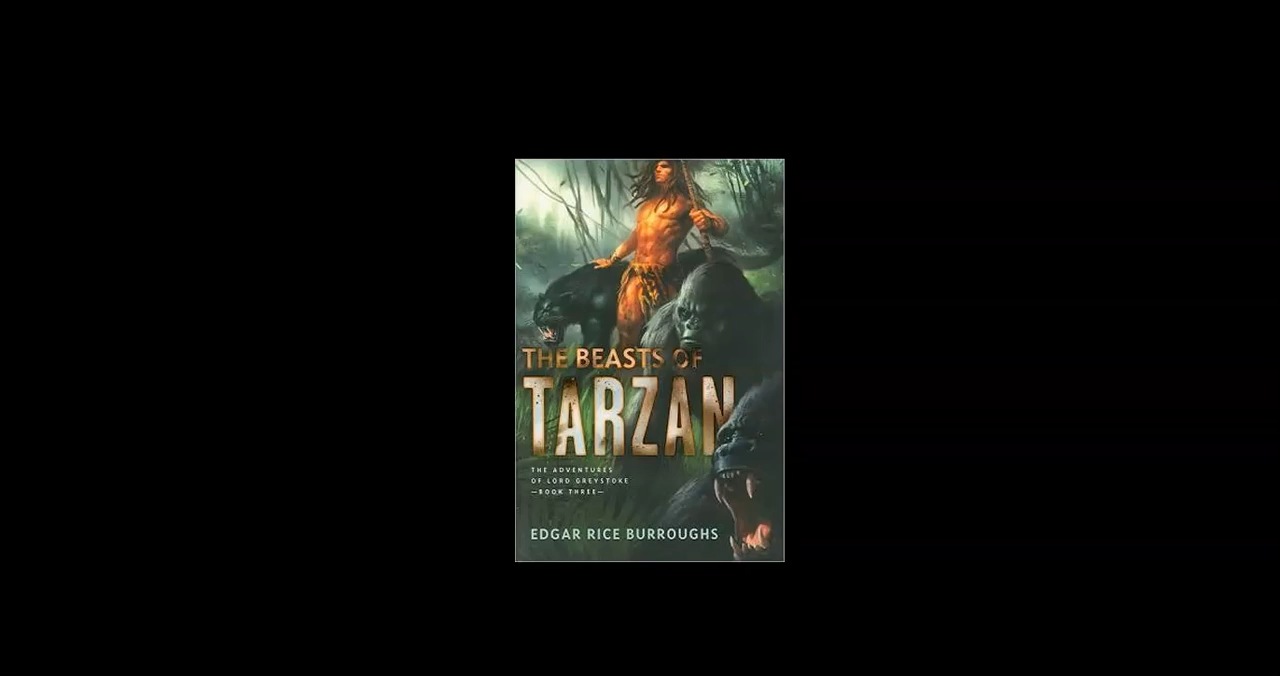 THE BEASTS OF
TARZAN
THE ADVENTURES
OF LORD GREYSTOKE
—BOOK THREE—
EDGAR RICE BURROUGHS